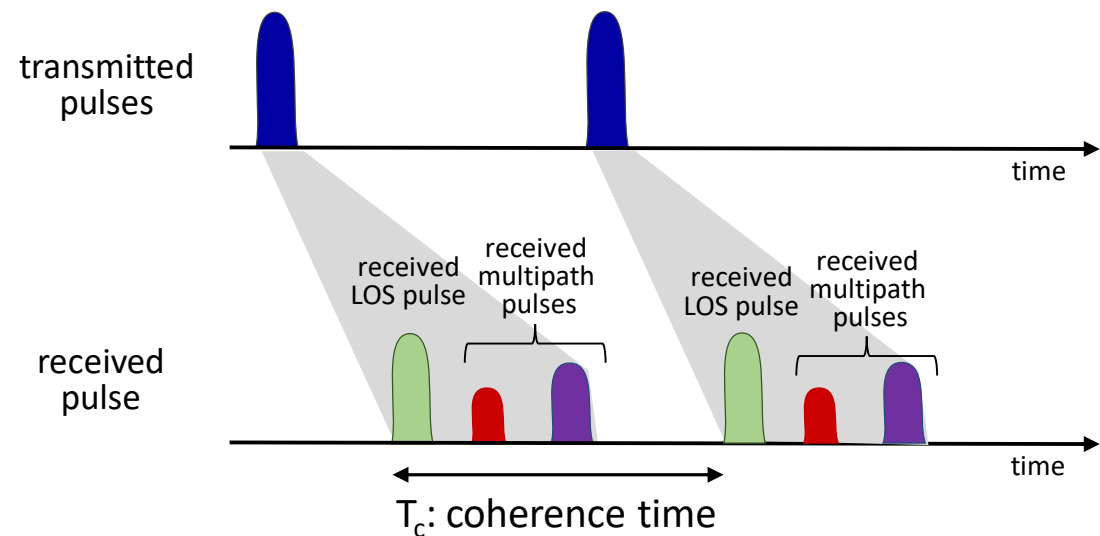 transmitted
pulses
time
received
LOS pulse
received
multipath
pulses
received
LOS pulse
received
multipath
pulses
received
pulse
time
Tc: coherence time